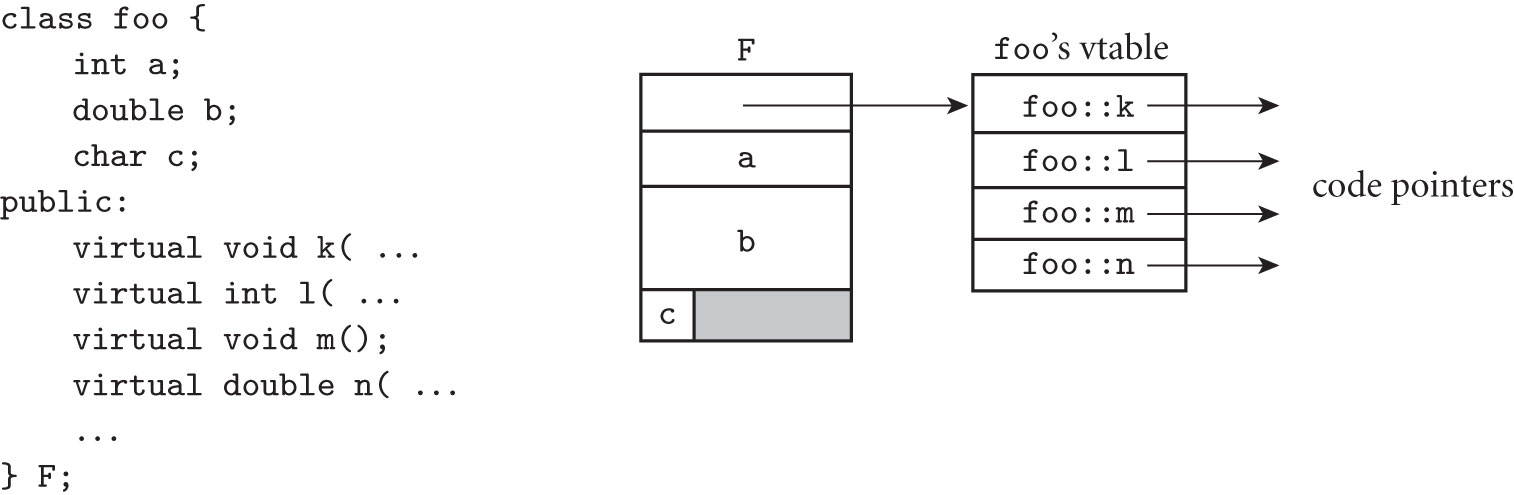 class foo {
    int a;
    double b;
    char c;
public:
    virtual void k( ...
    virtual int l( ...
    virtual void m();
    virtual double n( ...
    ...
} F;
F
a
b
c
foo's vtable
foo::k
foo::l
foo::m
foo::n
code pointers